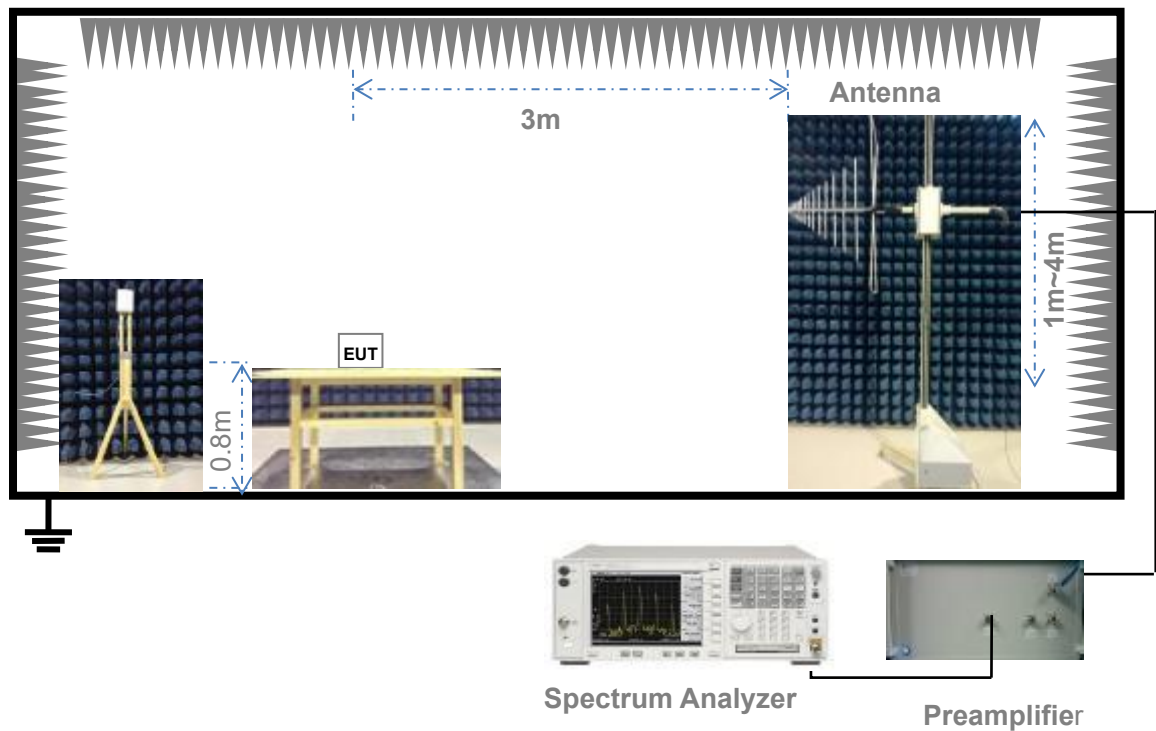 Antenna
3m
1m~4m
EUT
0.8m
Spectrum Analyzer
Preamplifier